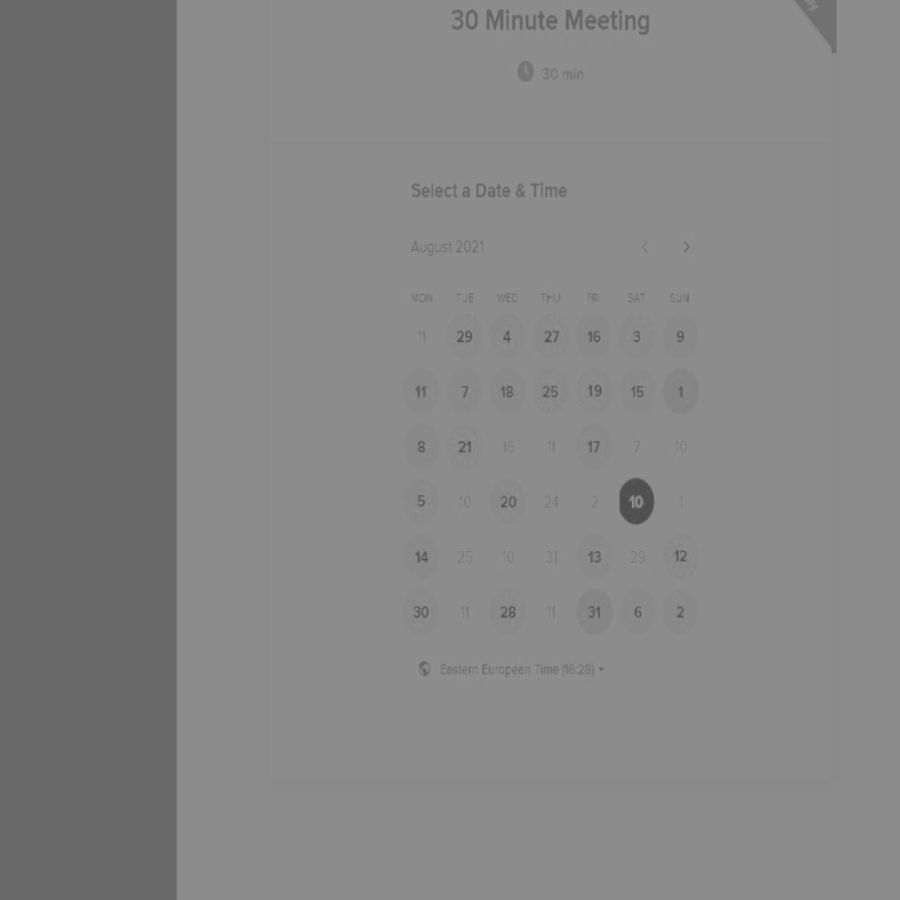 30 Minute Meeting
30 min
Select a Date & Time
August 2021
MON TUE WED THU FRI SAT SUN
11 29 4 27 16 3 9
11 7 18 25 19 15 1
8 21 16 11 17 7 10
5 10 20 24 2 10 1
14 25 10 31 13 29 12
30 11 28 11 31 6 2
Eastern European Time (16:28)